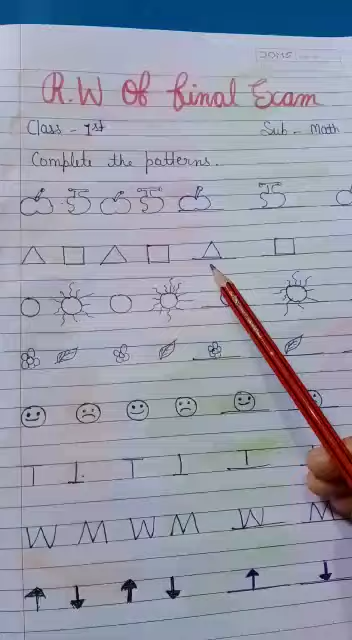 R.W Of Final Exam
Class - 1st Sub - Math
Complete the patterns.
T ⊥ T ⊥ T
W M W M W M